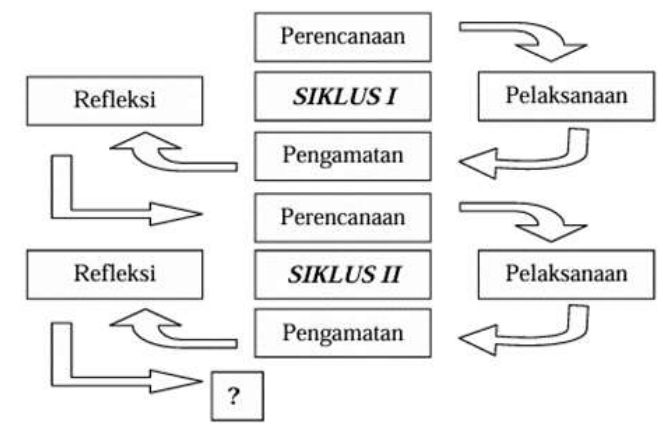 Perencanaan
Refleksi
SIKLUS I
Pelaksanaan
Pengamatan
Perencanaan
Refleksi
SIKLUS II
Pelaksanaan
Pengamatan
?